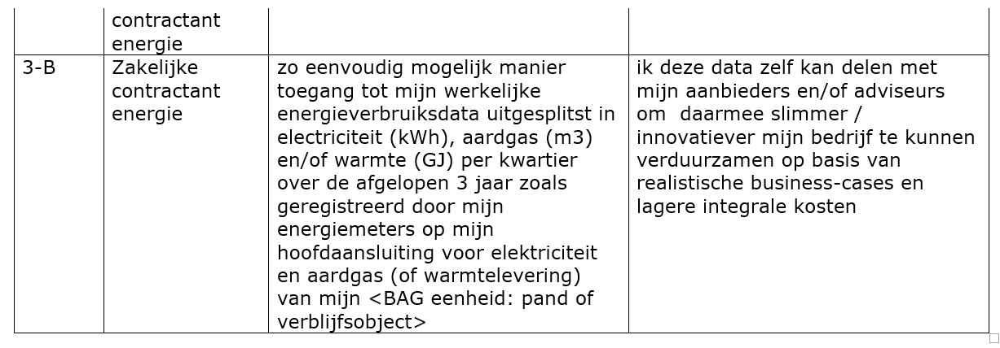 contractant
energie
3-B
Zakelijke
contractant
energie
zo eenvoudig mogelijk manier
toegang tot mijn werkelijke
energieverbruiksdata uitgesplitst in
electriciteit (kWh), aardgas (m3)
en/of warmte (GJ) per kwartier
over de afgelopen 3 jaar zoals
geregistreerd door mijn
energiemeters op mijn
hoofdaansluiting voor elektriciteit
en aardgas (of warmtelevering)
van mijn <BAG eenheid: pand of
verblijfsobject>
ik deze data zelf kan delen met
mijn aanbieders en/of adviseurs
om  daarmee slimmer /
innovatiever mijn bedrijf te kunnen
verduurzamen op basis van
realistische business-cases en
lagere integrale kosten